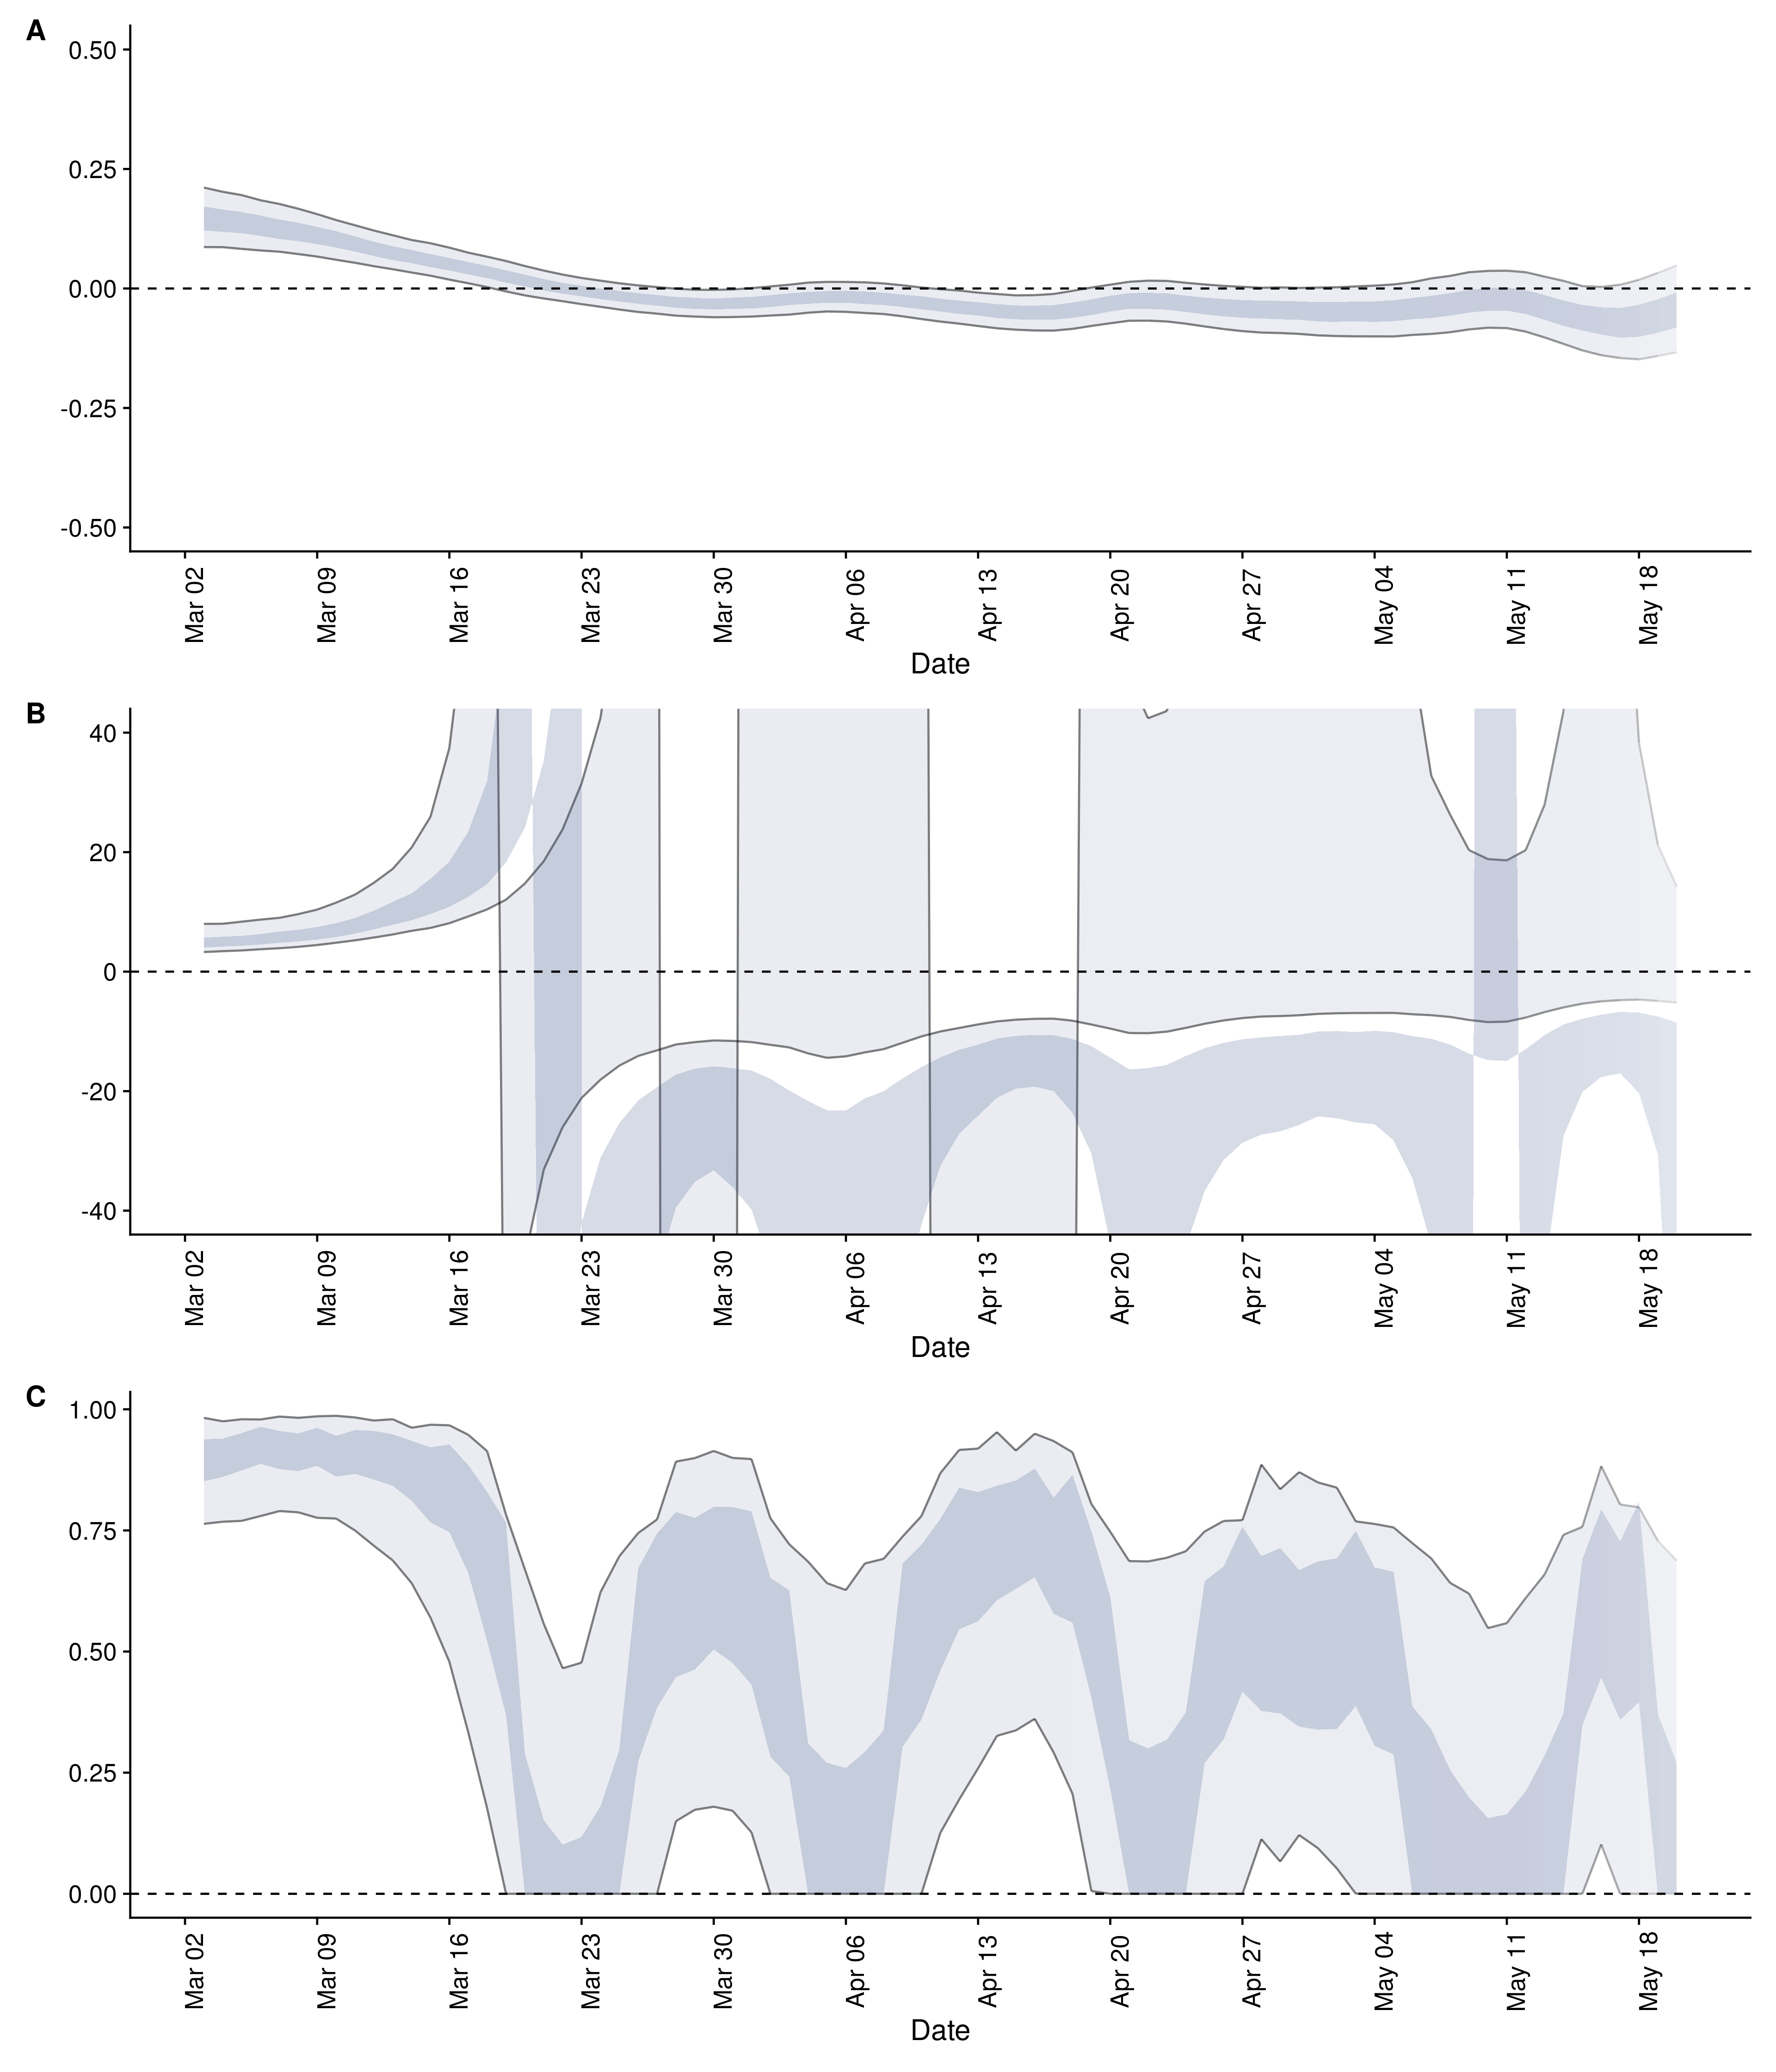 A
0.50
0.25
0.00
-0.25
-0.50
Mar 02
Mar 09
Mar 16
Mar 23
Mar 30
Apr 06
Apr 13
Apr 20
Apr 27
May 04
May 11
May 18
Date
B
40
20
0
-20
-40
Mar 02
Mar 09
Mar 16
Mar 23
Mar 30
Apr 06
Apr 13
Apr 20
Apr 27
May 04
May 11
May 18
Date
C
1.00
0.75
0.50
0.25
0.00
Mar 02
Mar 09
Mar 16
Mar 23
Mar 30
Apr 06
Apr 13
Apr 20
Apr 27
May 04
May 11
May 18
Date